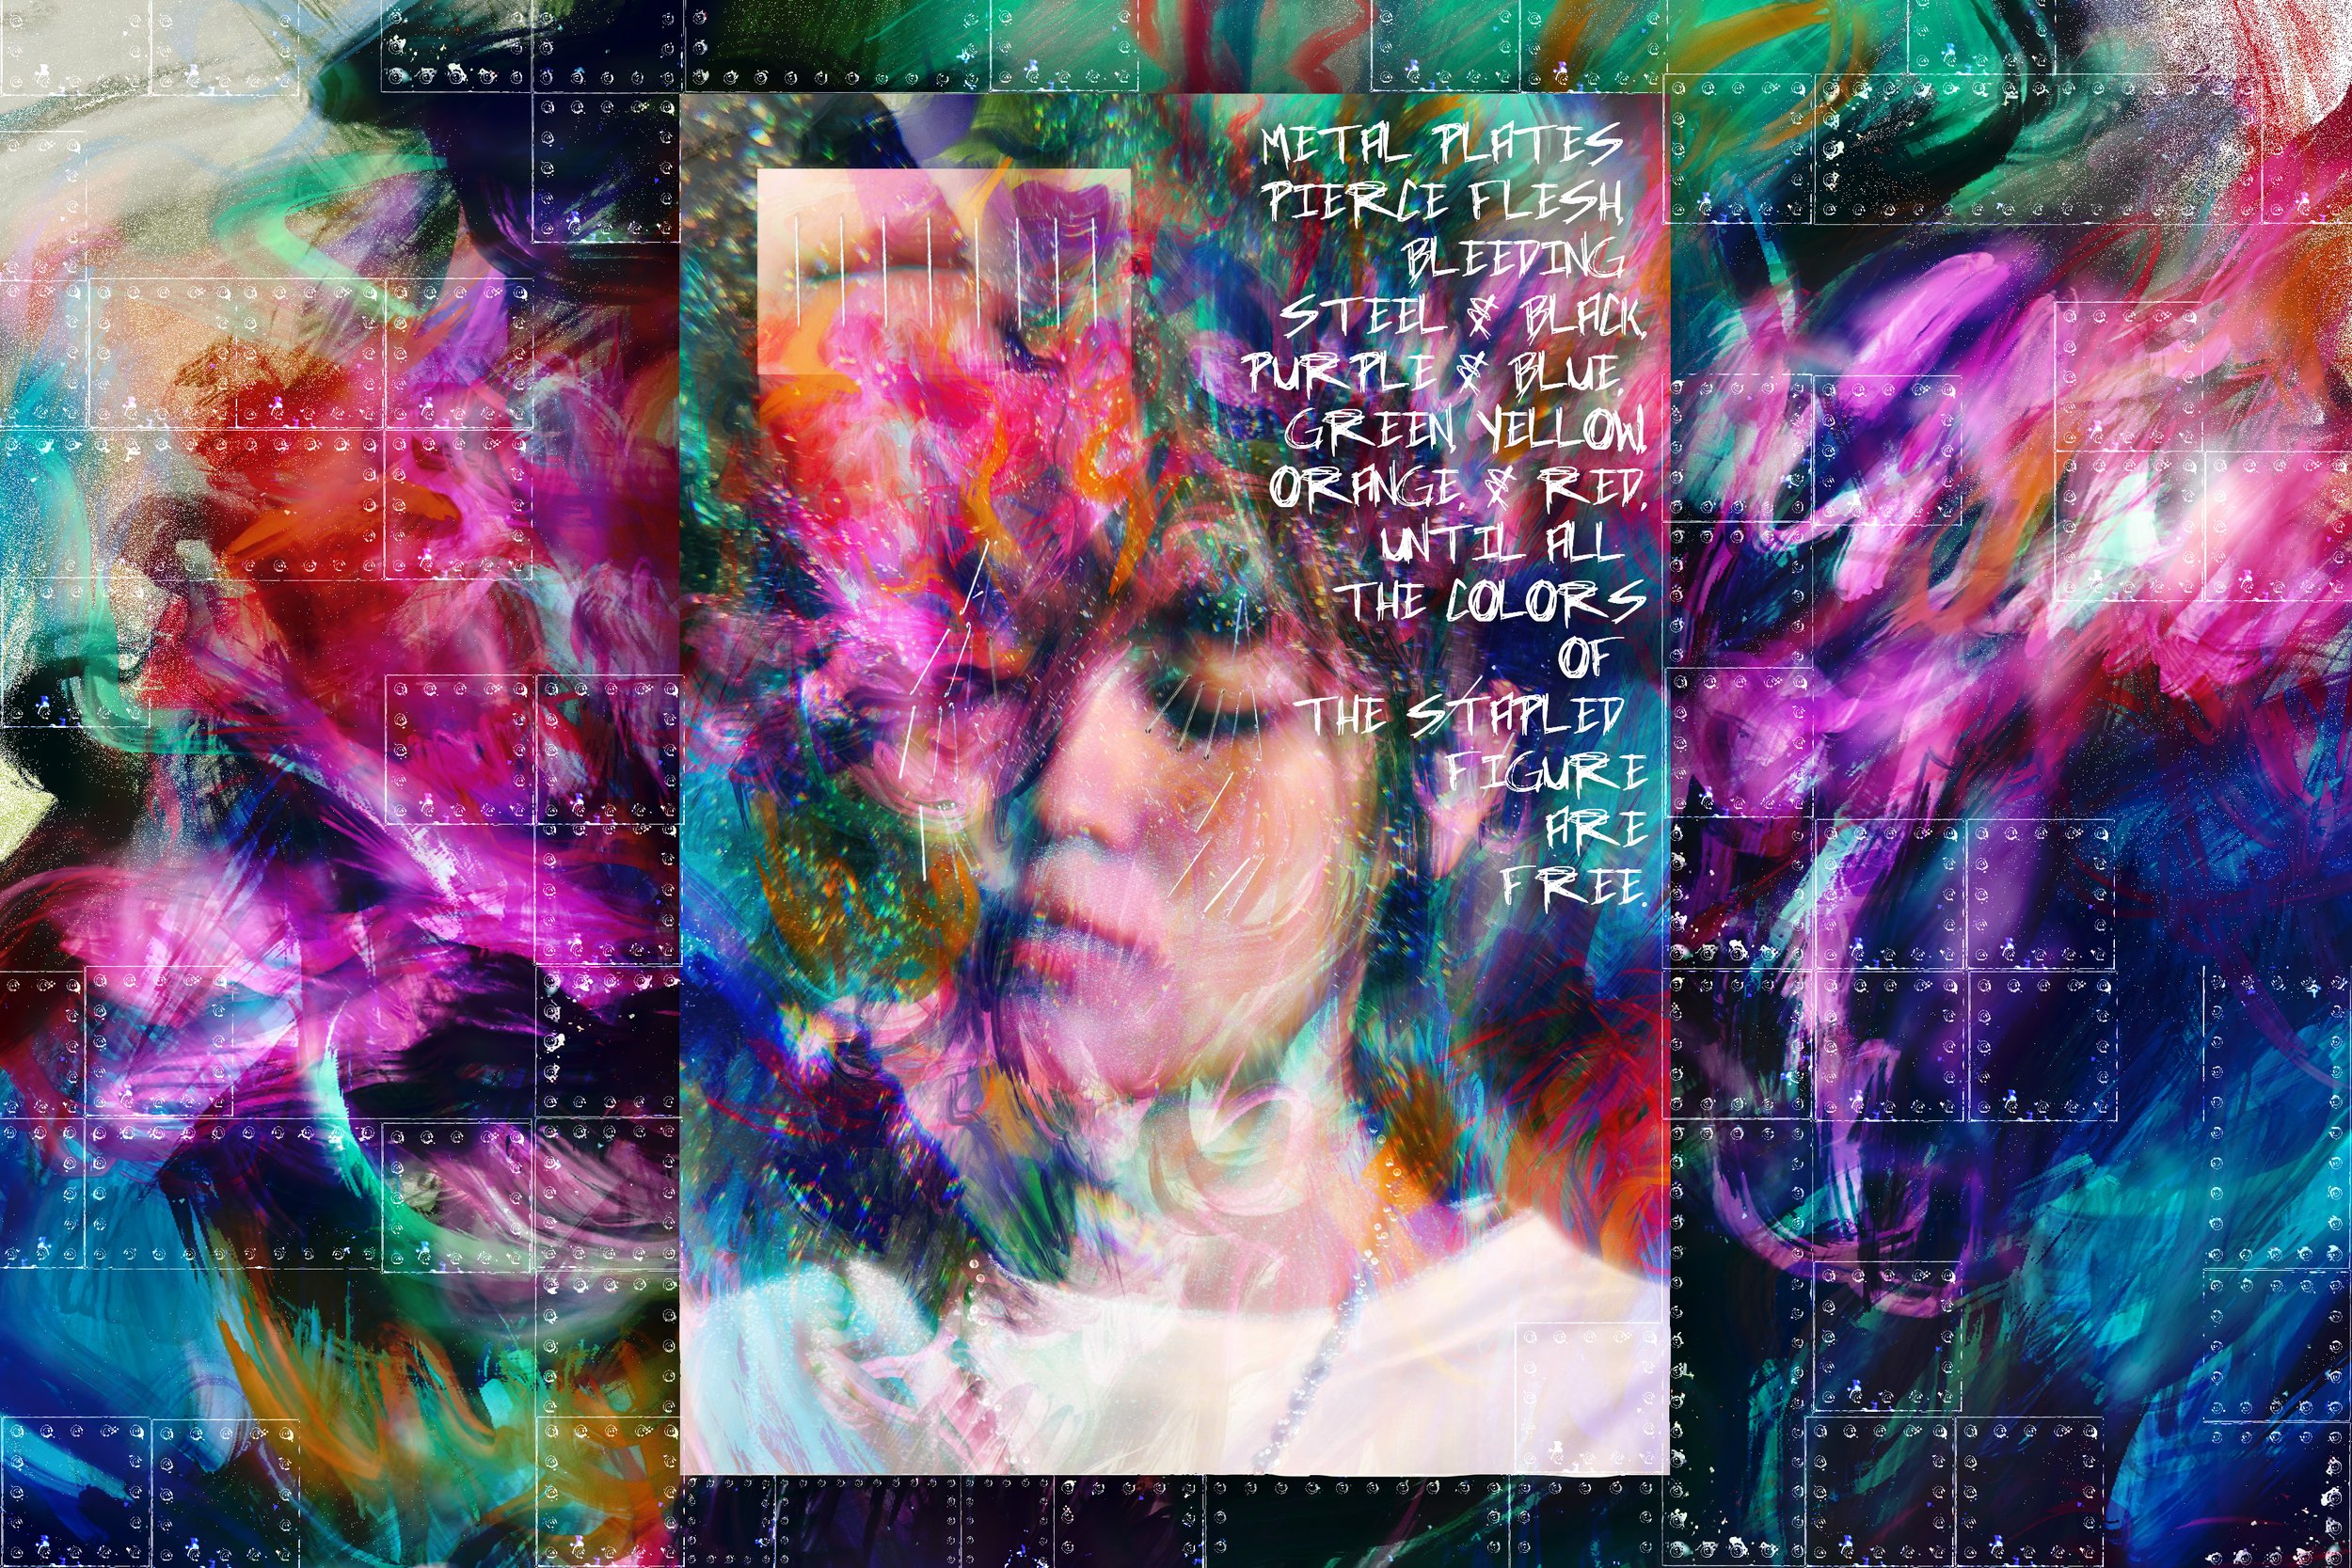 METAL PLATES
PIERCE FLESH,
BLEEDING
STEEL & BLACK,
PURPLE & BLUE,
GREEN, YELLOW,
ORANGE, & RED,
UNTIL ALL
THE COLORS
OF
THE STAPLED
FIGURE
ARE
FREE.